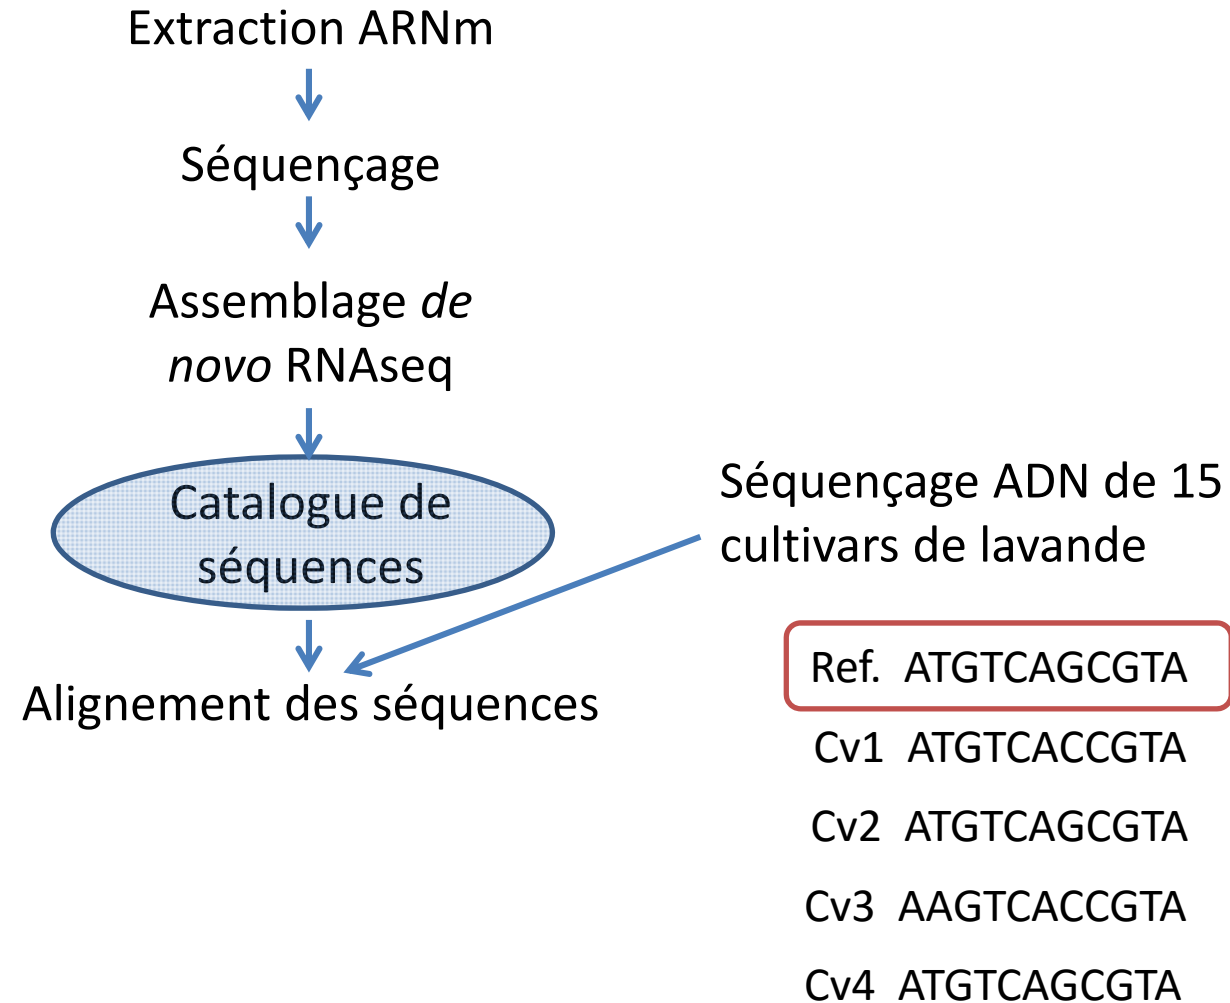 Extraction ARNm
Séquençage
Assemblage de
novo RNAseq
Catalogue de
séquences
Séquençage ADN de 15
cultivars de lavande
Alignement des séquences
Ref. ATGTCAGCGTA
Cv1 ATGTCACCGTA
Cv2 ATGTCAGCGTA
Cv3 AAGTCACCGTA
Cv4 ATGTCAGCGTA